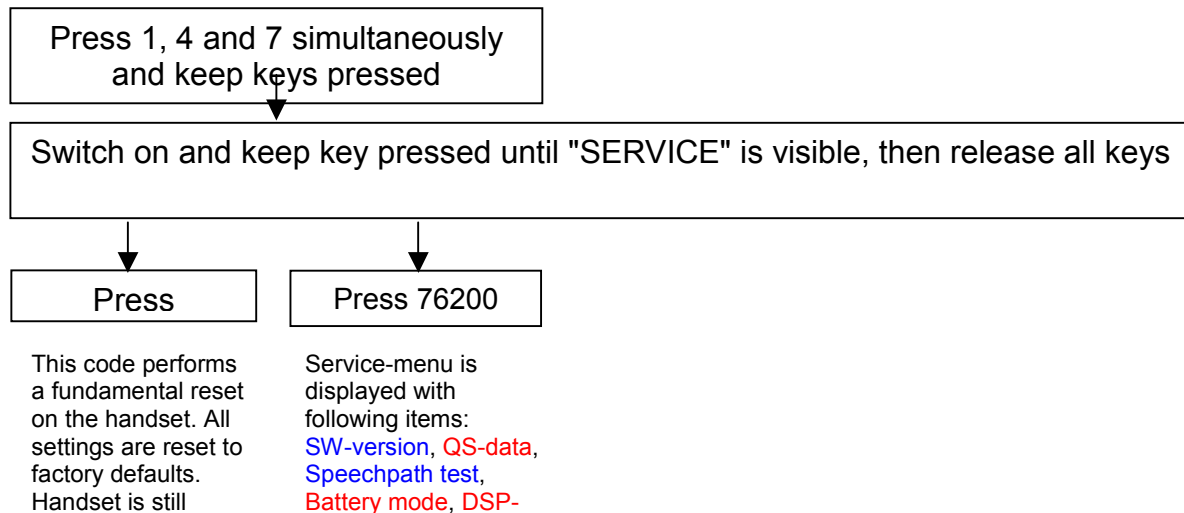 Press 1, 4 and 7 simultaneously
and keep keys pressed
Switch on and keep key pressed until "SERVICE" is visible, then release all keys
Press
Press 76200
This code performs
a fundamental reset
on the handset. All
settings are reset to
factory defaults.
Handset is still
Service-menu is
displayed with
following items:
SW-version, QS-data,
Speechpath test,
Battery mode, DSP-